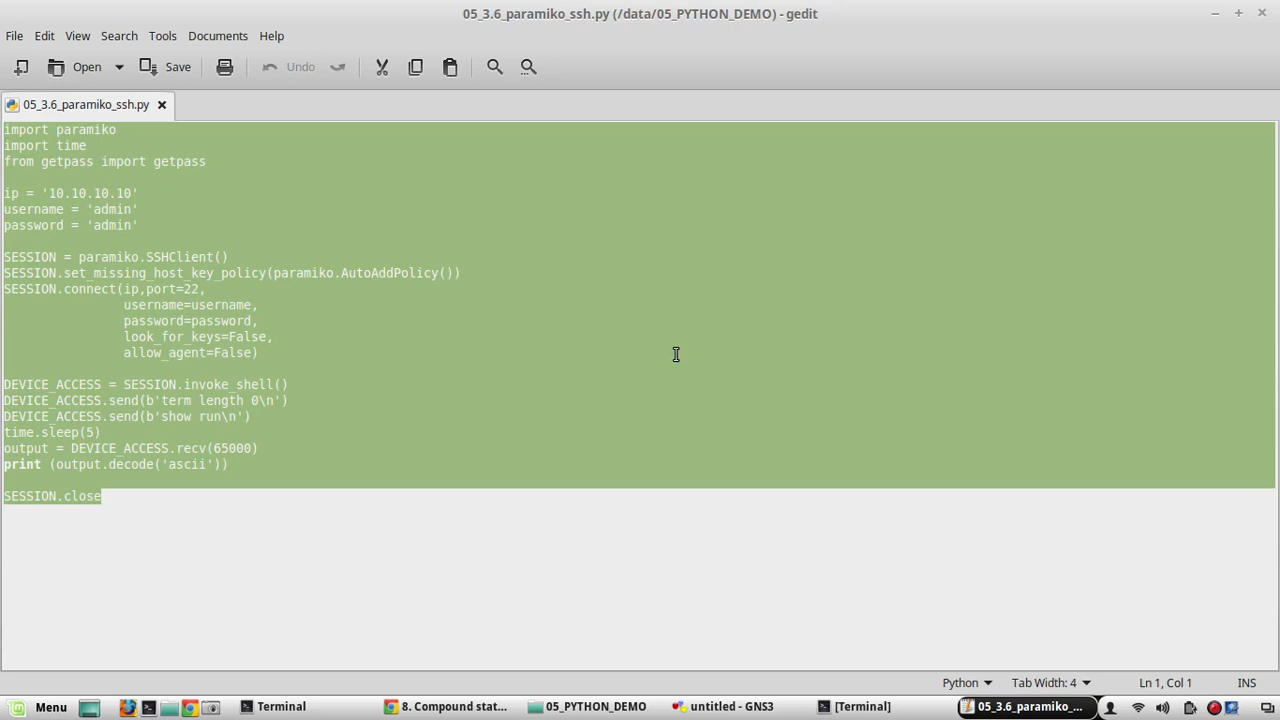 05_3.6_paramiko_ssh.py (/data/05_PYTHON_DEMO) - gedit
File Edit View Search Tools Documents Help
Open Save Undo
05_3.6_paramiko_ssh.py
import paramiko
import time
from getpass import getpass
ip = '10.10.10.10'
username = 'admin'
password = 'admin'
SESSION = paramiko.SSHClient()
SESSION.set_missing_host_key_policy(paramiko.AutoAddPolicy())
SESSION.connect(ip,port=22,
                username=username,
                password=password,
                look_for_keys=False,
                allow_agent=False)
DEVICE_ACCESS = SESSION.invoke_shell()
DEVICE_ACCESS.send(b'term length 0\n')
DEVICE_ACCESS.send(b'show run\n')
time.sleep(5)
output = DEVICE_ACCESS.recv(65000)
print (output.decode('ascii'))
SESSION.close
Python Tab Width: 4 Ln 1, Col 1 INS
Menu Terminal 8. Compound stat... 05_PYTHON_DEMO untitled - GNS3 [Terminal] 05_3.6_paramiko_...